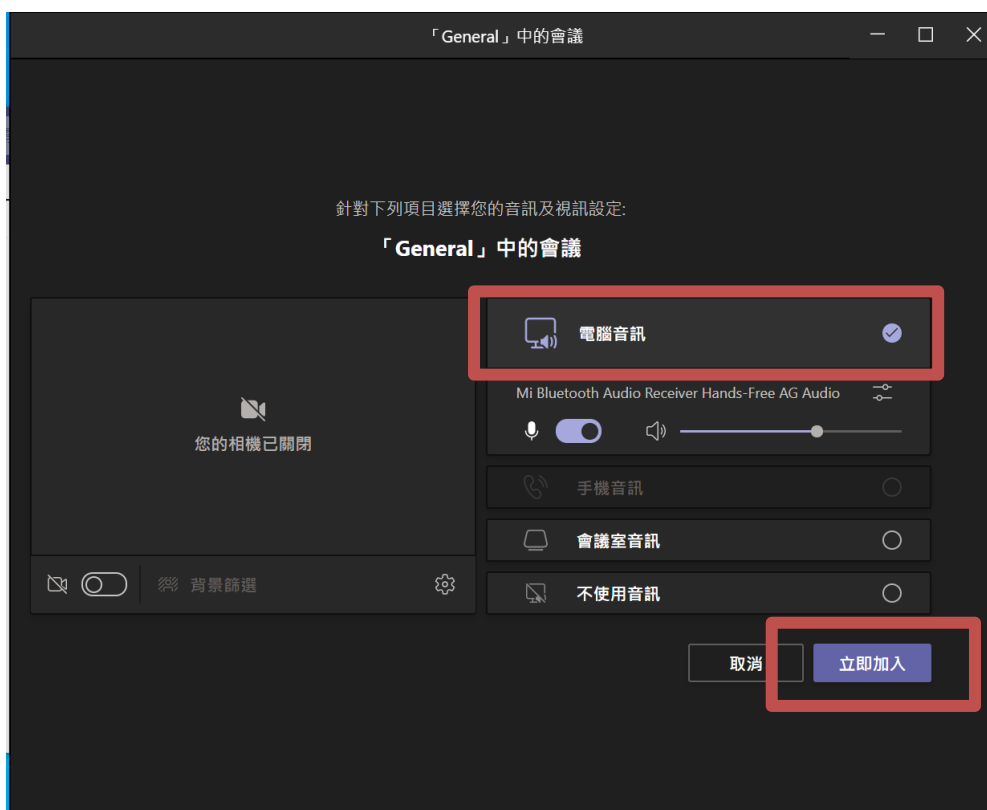 「General」中的會議
針對下列項目選擇您的音訊及視訊設定:
「General」中的會議
電腦音訊
Mi Bluetooth Audio Receiver Hands-Free AG Audio
您的相機已關閉
手機音訊
會議室音訊
背景篩選
不使用音訊
取消
立即加入